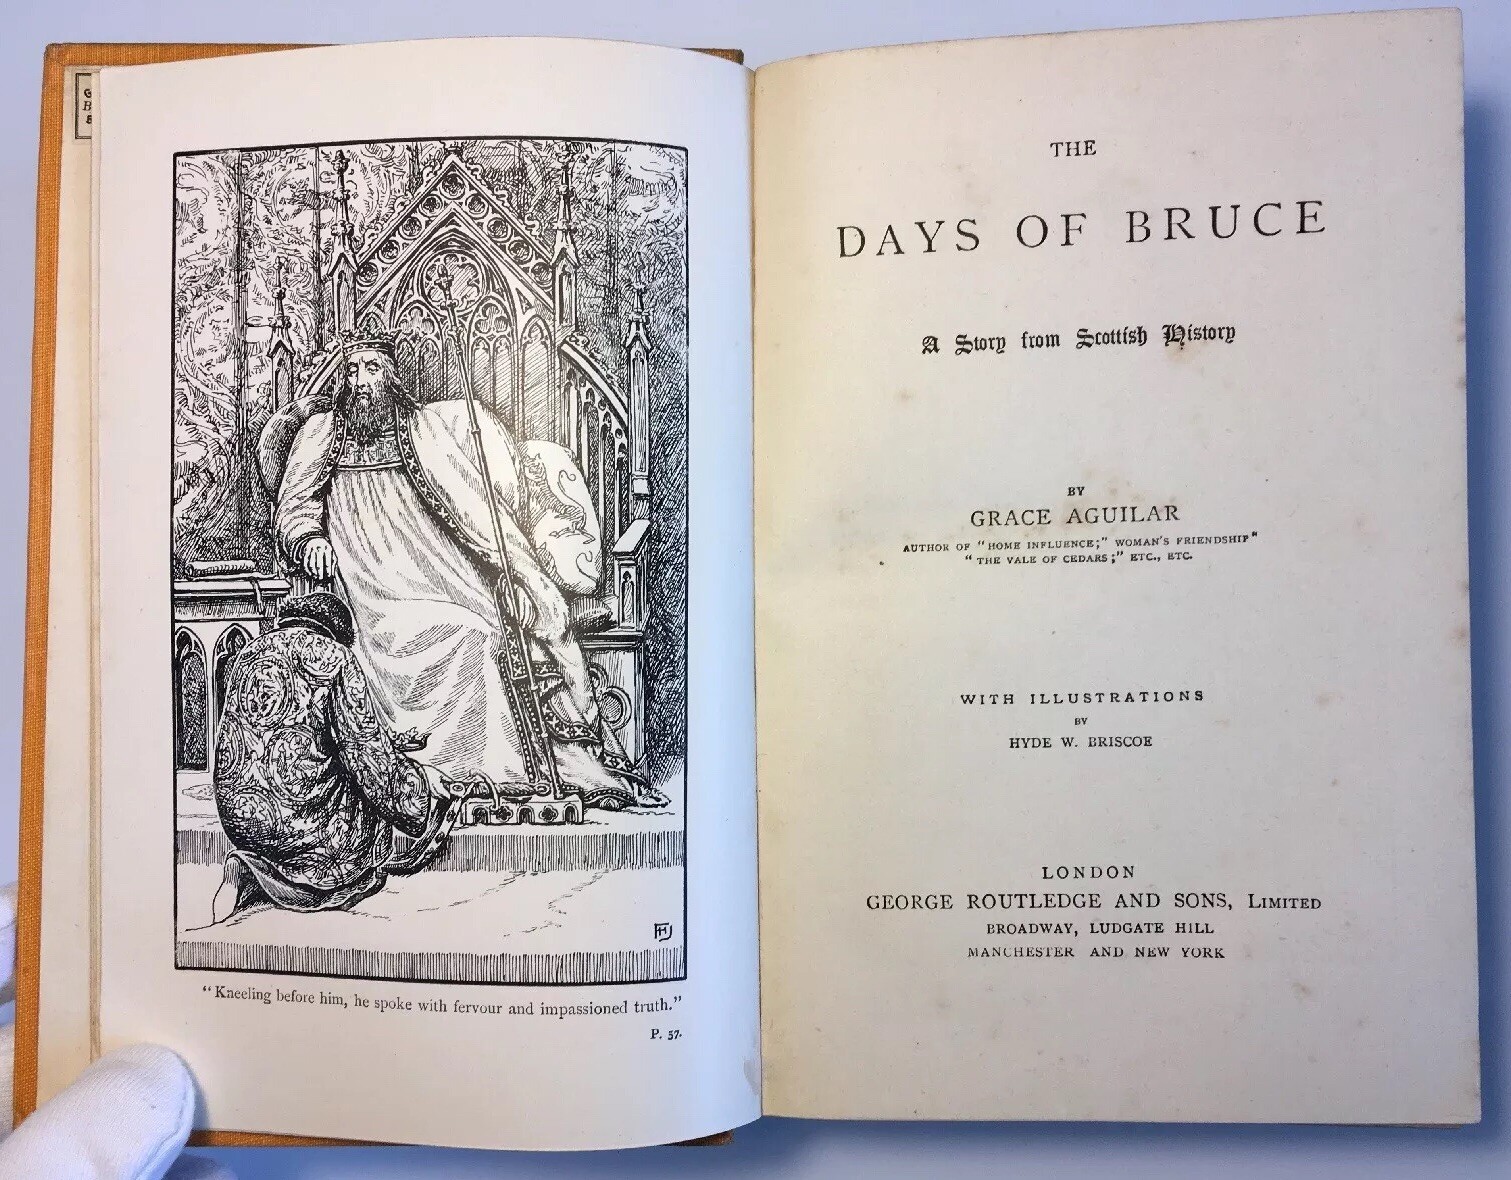 "Kneeling before him, he spoke with fervour and impassioned truth."
P. 57.
THE
DAYS OF BRUCE
A Story from Scottish History
BY
GRACE AGUILAR
AUTHOR OF "HOME INFLUENCE;" WOMAN'S FRIENDSHIP"
"THE VALE OF CEDARS;" ETC., ETC.
WITH ILLUSTRATIONS
BY
HYDE W. BRISCOE
LONDON
GEORGE ROUTLEDGE AND SONS, LIMITED
BROADWAY, LUDGATE HILL
MANCHESTER AND NEW YORK